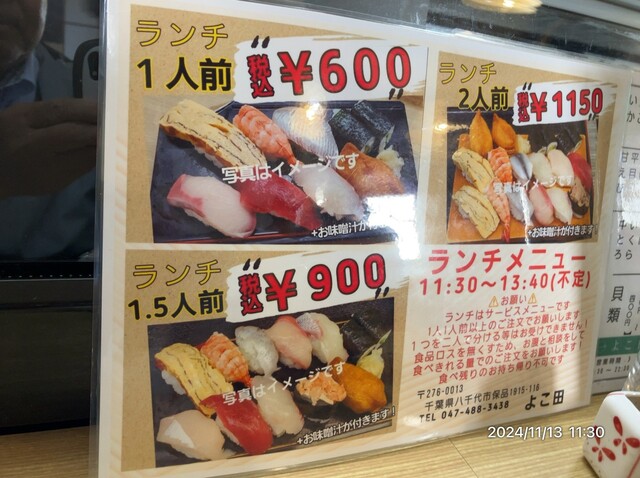 ランチ
1人前
税込 ¥600
写真はイメージです
+お味噌汁が付きます!
ランチ
2人前
税込 ¥1150
写真はイメージです
+お味噌汁が付きます!
ランチ
1.5人前
税込 ¥900
写真はイメージです
+お味噌汁が付きます!
ランチメニュー
11:30〜13:40(不定)
⚠お願い⚠
ランチはサービスメニューです
1人1人前以上のご注文でお願いします
1つを二人で分ける等はお受けできません!
食品ロスを無くすため、お腹と相談をして
食べきれる量でのご注文をお願いします!
食べ残りのお持ち帰り不可です
〒276-0013
千葉県八千代市保品1915-116
TEL 047-488-3438 よこ田
貝類
2024/11/13 11:30